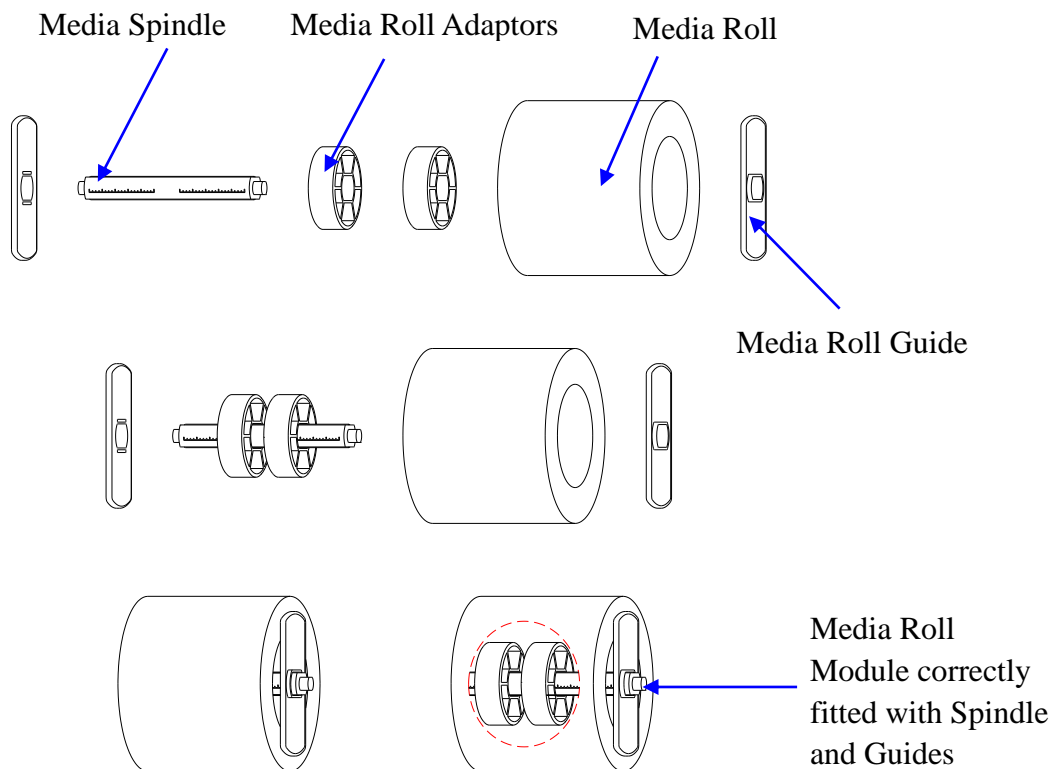 Media Spindle
Media Roll Adaptors
Media Roll
Media Roll Guide
Media Roll
Module correctly
fitted with Spindle
and Guides